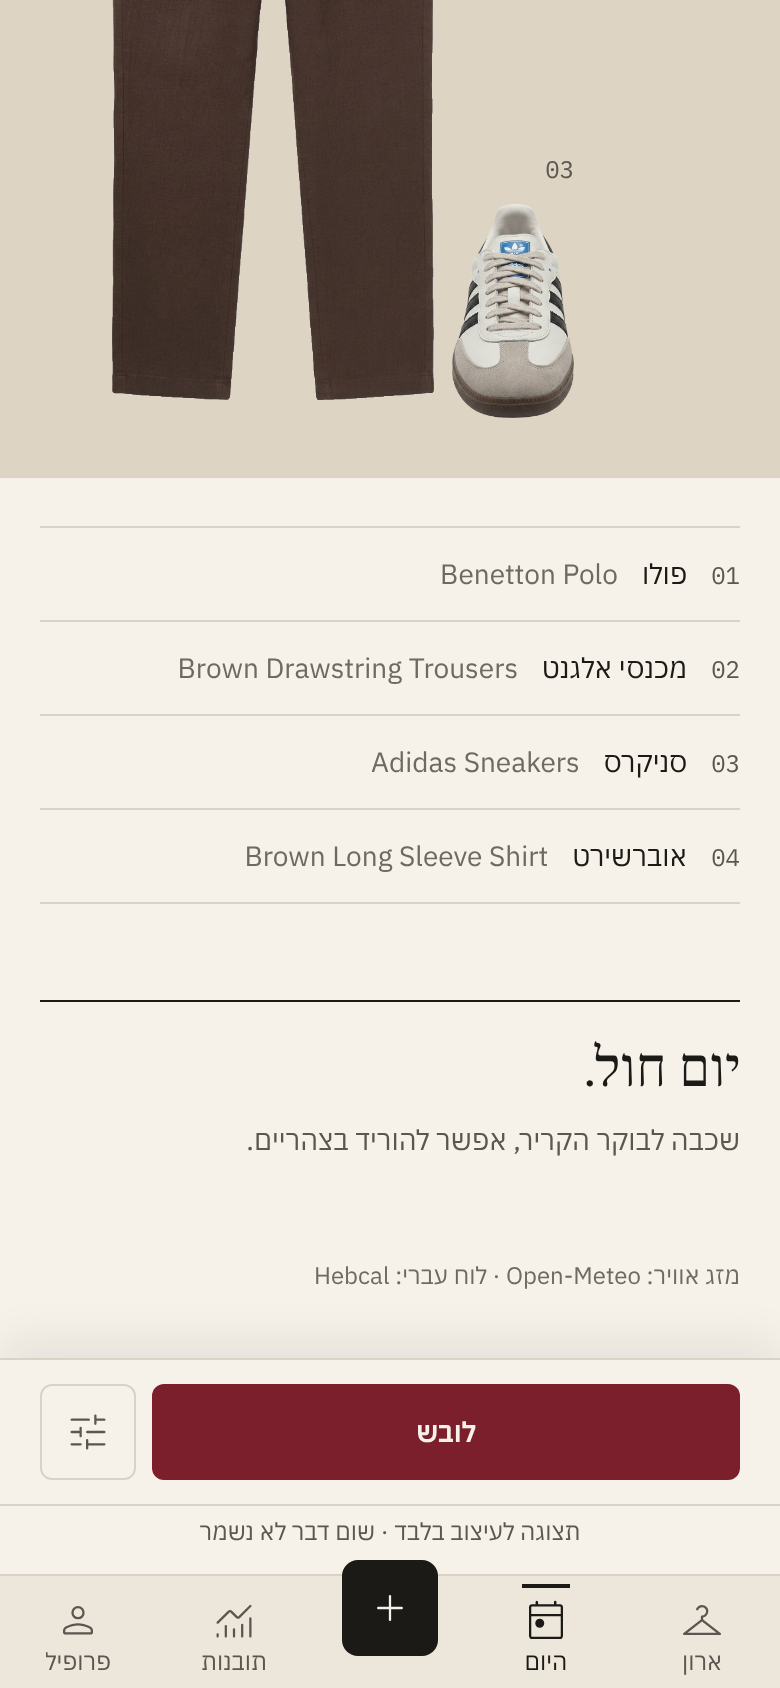 03
01 פולו Benetton Polo
02 מכנסי אלגנט Brown Drawstring Trousers
03 סניקרס Adidas Sneakers
04 אוברשירט Brown Long Sleeve Shirt
יום חול.
שכבה לבוקר הקריר, אפשר להוריד בצהריים.
מזג אוויר: Open-Meteo · לוח עברי: Hebcal
לובש
תצוגה לעיצוב בלבד · שום דבר לא נשמר
ארון
היום
תובנות
פרופיל